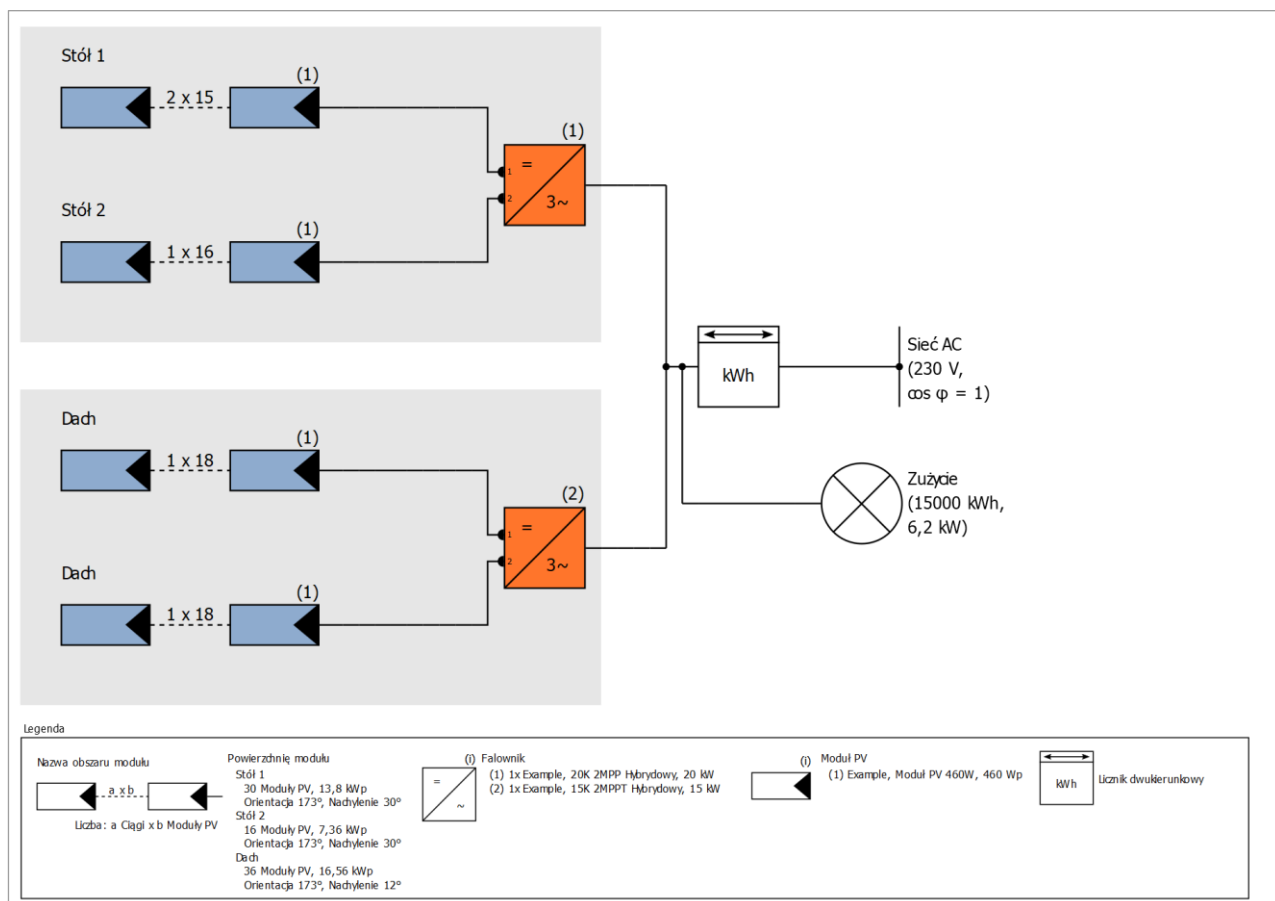 Stół 1
2 x 15
(1)
(1)
=
1
2
3~
Stół 2
1 x 16
(1)
kWh
Sieć AC
(230 V,
cos φ = 1)
Dach
1 x 18
(1)
(2)
=
1
2
3~
Zużycie
(15000 kWh,
6,2 kW)
Dach
1 x 18
(1)
Legenda
Nazwa obszaru modułu
a x b
Liczba: a Ciągi x b Moduły PV
Powierzchnię modułu
Stół 1
30 Moduły PV, 13,8 kWp
Orientacja 173°, Nachylenie 30°
Stół 2
16 Moduły PV, 7,36 kWp
Orientacja 173°, Nachylenie 30°
Dach
36 Moduły PV, 16,56 kWp
Orientacja 173°, Nachylenie 12°
(i) Falownik
=
~
(1) 1x Example, 20K 2MPP Hybrydowy, 20 kW
(2) 1x Example, 15K 2MPPT Hybrydowy, 15 kW
(i) Moduł PV
(1) Example, Moduł PV 460W, 460 Wp
kWh
Licznik dwukierunkowy